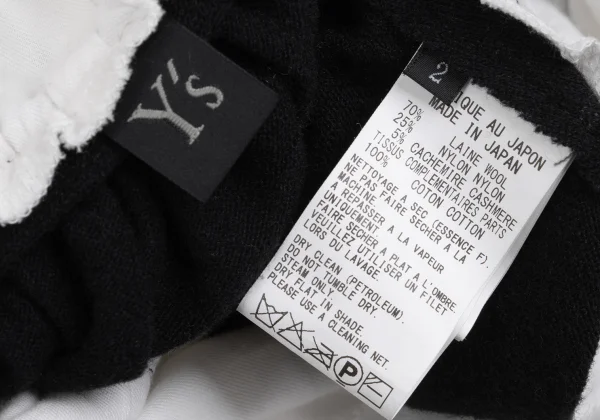 Y's
2
IQUE AU JAPON
MADE IN JAPAN
70% LAINE WOOL
25% NYLON NYLON
5% CACHEMIRE CASHMERE
TISSUS COMPLEMENTAIRES PARTS
100% COTON COTTON
NETTOYAGE A SEC (ESSENCE F).
NE PAS FAIRE SECHER A LA
MACHINE.
A REPASSER A LA VAPEUR
UNIQUEMENT.
FAIRE SECHER A PLAT A L'OMBRE.
VEUILLEZ UTILISER UN FILET
LORS DU LAVAGE.
DRY CLEAN (PETROLEUM).
DO NOT TUMBLE DRY.
STEAM ONLY.
DRY FLAT IN SHADE.
PLEASE USE A CLEANING NET.
P